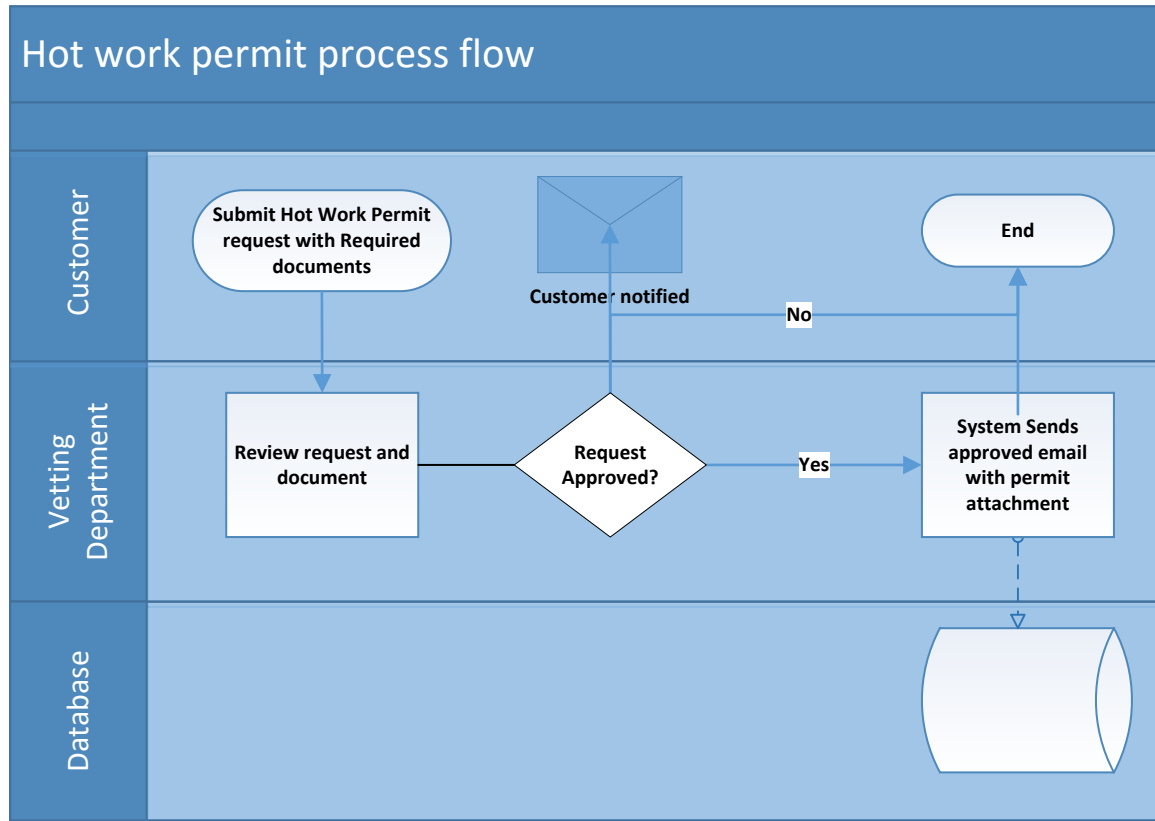 Hot work permit process flow
Customer
Submit Hot Work Permit
request with Required
documents
Customer notified
End
No
Vetting
Department
Review request and
document
Request
Approved?
Yes
System Sends
approved email
with permit
attachment
Database